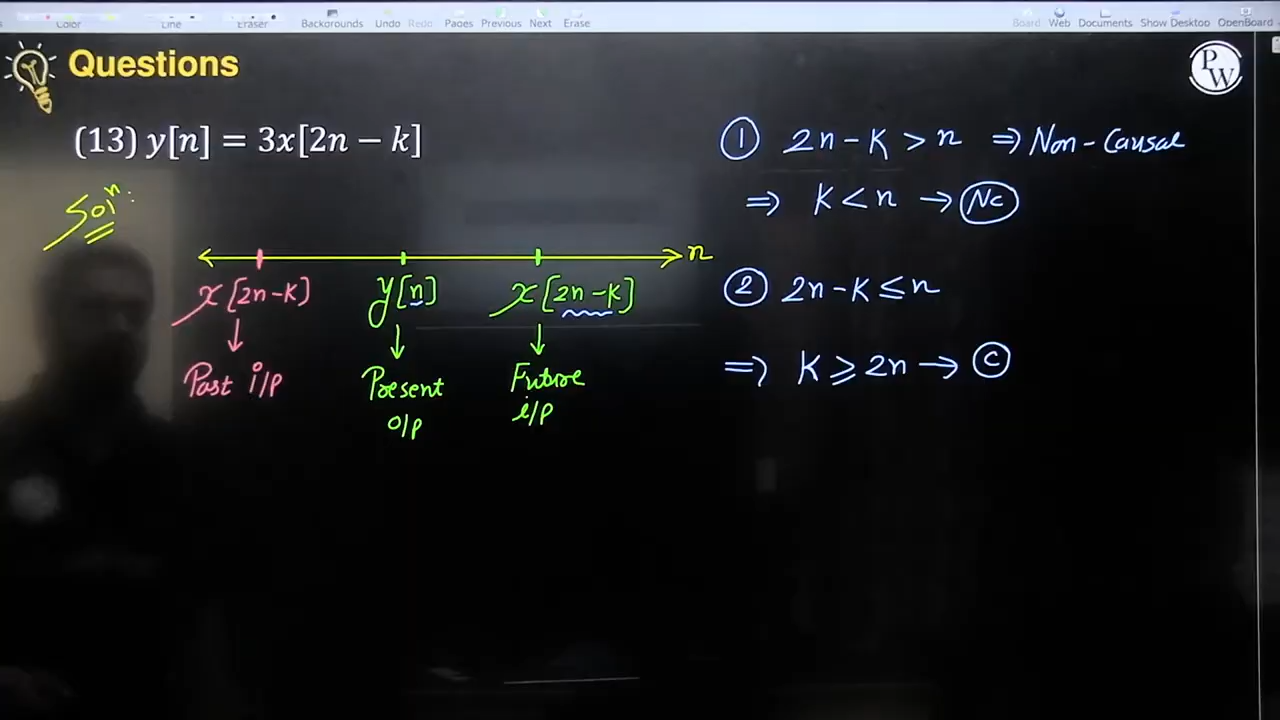 Color Line Eraser Backgrounds Undo Redo Pages Previous Next Erase Board Web Documents Show Desktop OpenBoard
Questions
PW
(13) y[n] = 3x[2n − k]
Solⁿ:
x[2n-k] y[n] x[2n-k] n
Past i/p Present o/p Future i/p
① 2n-K > n ⇒ Non-Causal
⇒ K < n → (NC)
② 2n-K ≤ n
⇒ K ≥ 2n → (C)